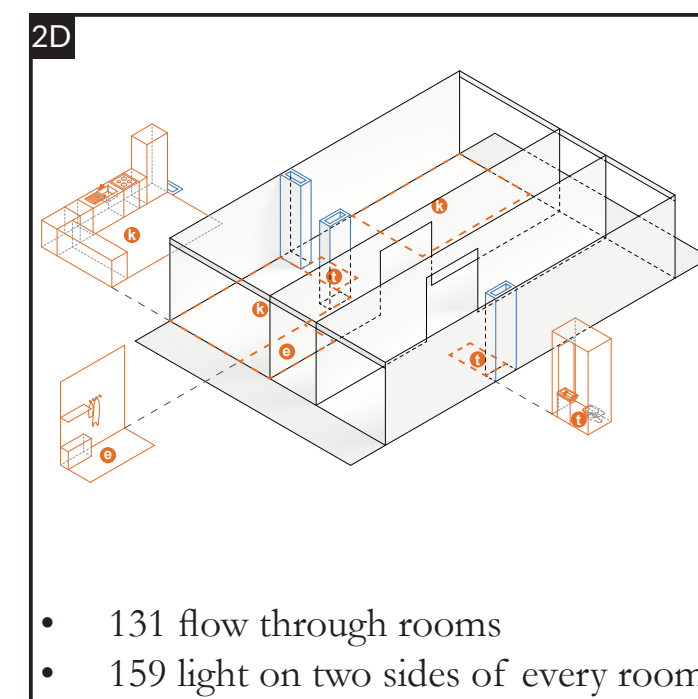 2D
k
k
t
k
e
t
t
e
• 131 flow through rooms
• 159 light on two sides of every room